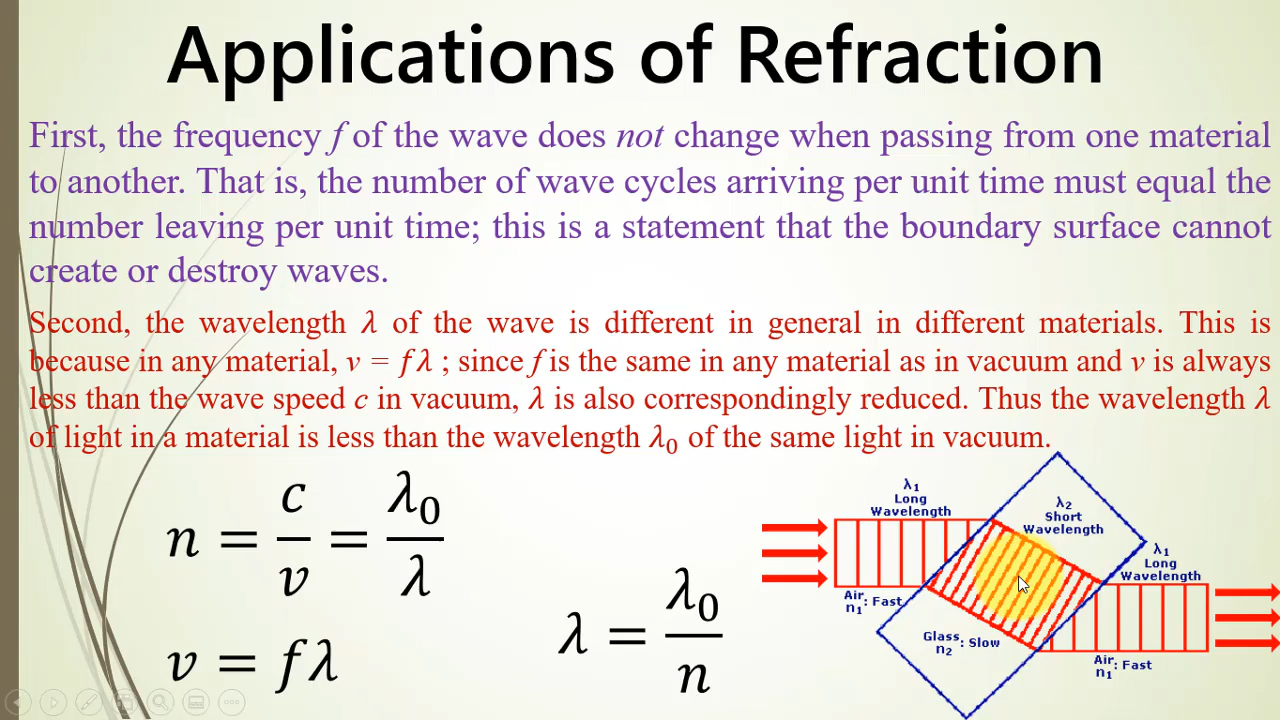 Applications of Refraction
First, the frequency f of the wave does not change when passing from one material
to another. That is, the number of wave cycles arriving per unit time must equal the
number leaving per unit time; this is a statement that the boundary surface cannot
create or destroy waves.
Second, the wavelength λ of the wave is different in general in different materials. This is
because in any material, v = fλ ; since f is the same in any material as in vacuum and v is always
less than the wave speed c in vacuum, λ is also correspondingly reduced. Thus the wavelength λ
of light in a material is less than the wavelength λ₀ of the same light in vacuum.
n = c/v = λ₀/λ
v = fλ
λ = λ₀/n
λ₁
Long
Wavelength
Air
n₁: Fast
λ₂
Short
Wavelength
Glass
n₂ : Slow
λ₁
Long
Wavelength
Air
n₁: Fast